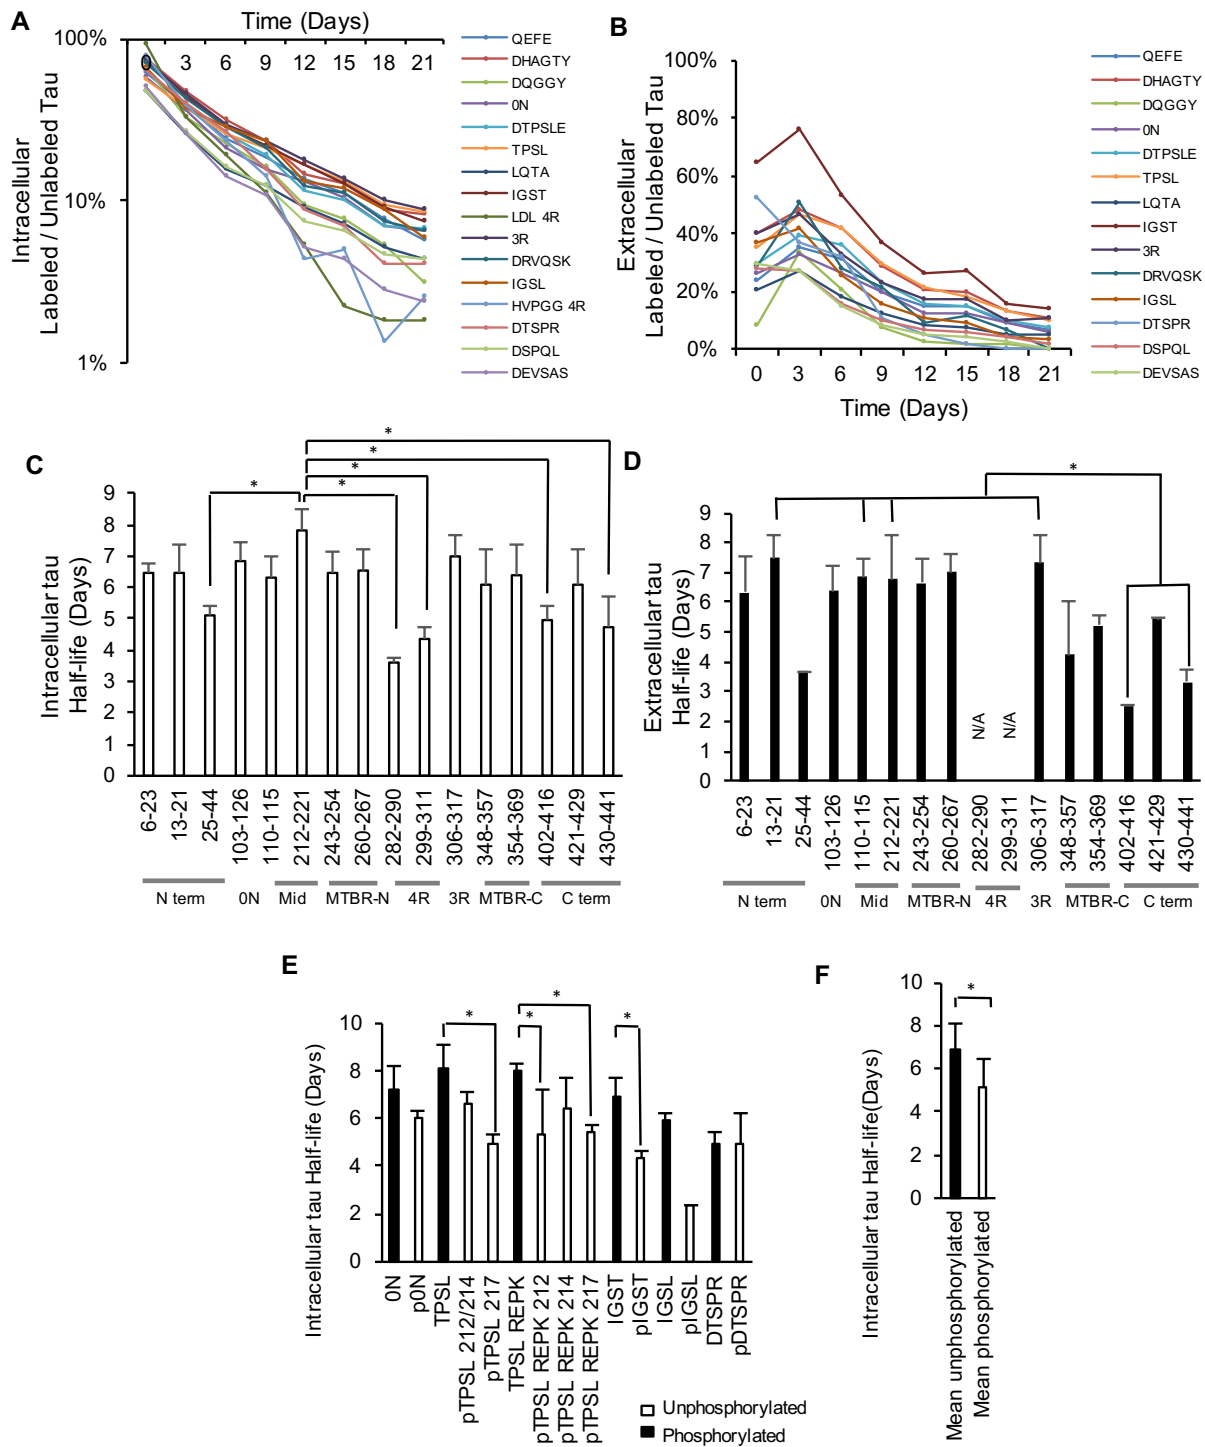 A
Time (Days)
100%
10%
1%
0 3 6 9 12 15 18 21
Intracellular
Labeled / Unlabeled Tau
QEFE
DHAGTY
DQGGY
0N
DTPSLE
TPSL
LQTA
IGST
LDL 4R
3R
DRVQSK
IGSL
HVPGG 4R
DTSPR
DSPQL
DEVSAS
B
Extracellular
Labeled / Unlabeled Tau
100%
80%
60%
40%
20%
0%
0 3 6 9 12 15 18 21
Time (Days)
QEFE
DHAGTY
DQGGY
0N
DTPSLE
TPSL
LQTA
IGST
3R
DRVQSK
IGSL
DTSPR
DSPQL
DEVSAS
C
Intracellular tau
Half-life (Days)
9
8
7
6
5
4
3
2
1
0
* * * * *
6-23
13-21
25-44
103-126
110-115
212-221
243-254
260-267
282-290
299-311
306-317
348-357
354-369
402-416
421-429
430-441
N term 0N Mid MTBR-N 4R 3R MTBR-C C term
D
Extracellular tau
Half-life (Days)
9
8
7
6
5
4
3
2
1
0
*
N/A
N/A
6-23
13-21
25-44
103-126
110-115
212-221
243-254
260-267
282-290
299-311
306-317
348-357
354-369
402-416
421-429
430-441
N term 0N Mid MTBR-N 4R 3R MTBR-C C term
E
Intracellular tau Half-life (Days)
10
8
6
4
2
0
* * * *
0N
p0N
TPSL
pTPSL 212/214
pTPSL 217
TPSL REPK
pTPSL REPK 212
pTPSL REPK 214
pTPSL REPK 217
IGST
pIGST
IGSL
pIGSL
DTSPR
pDTSPR
Unphosphorylated
Phosphorylated
F
Intracellular tau Half-life(Days)
10
8
6
4
2
0
*
Mean unphosphorylated
Mean phosphorylated